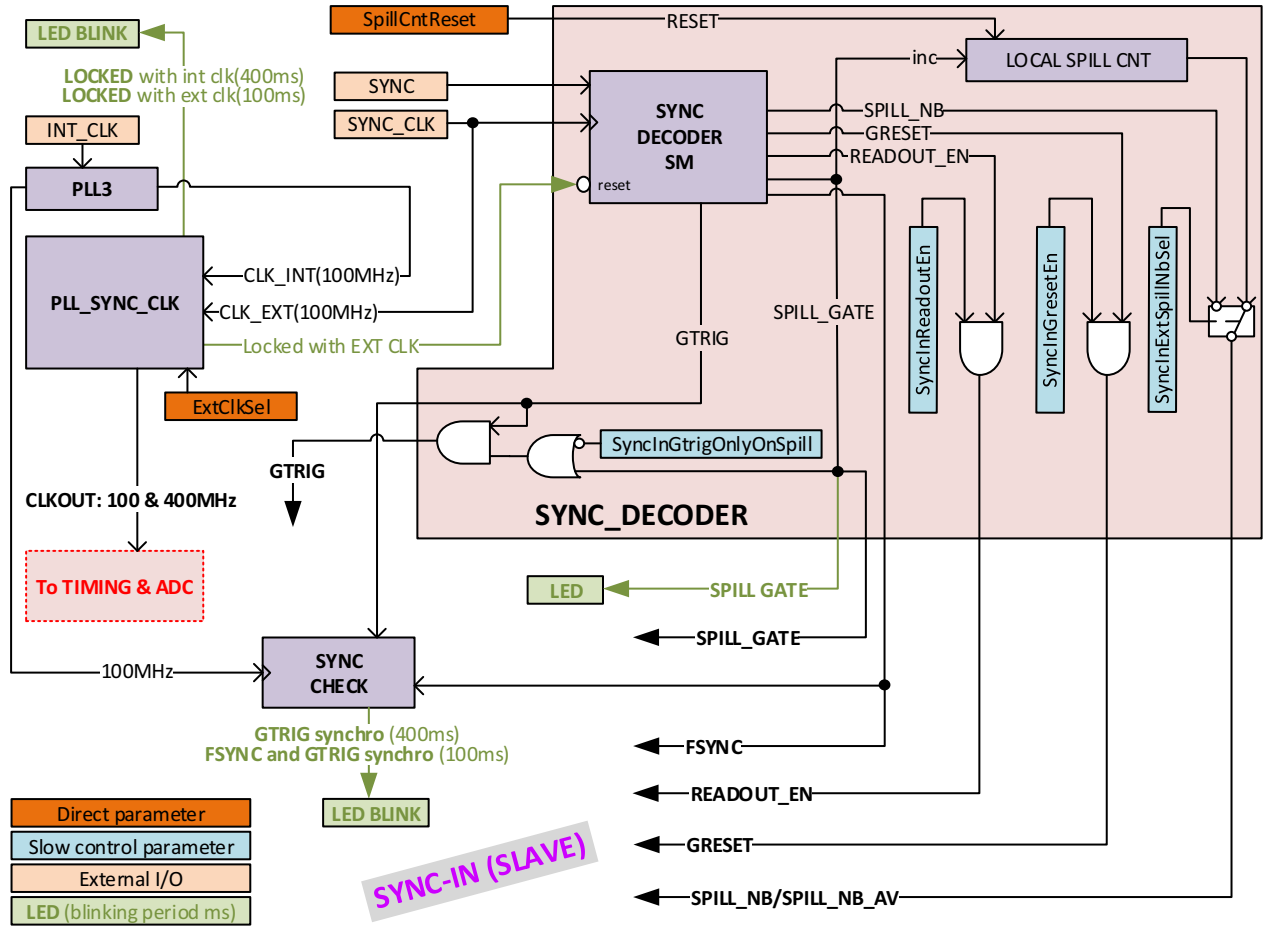 SpillCntReset
RESET
LED BLINK
LOCKED with int clk(400ms)
LOCKED with ext clk(100ms)
SYNC
SYNC_CLK
INT_CLK
PLL3
SYNC
DECODER
SM
reset
inc
LOCAL SPILL CNT
SPILL_NB
GRESET
READOUT_EN
PLL_SYNC_CLK
CLK_INT(100MHz)
CLK_EXT(100MHz)
Locked with EXT CLK
ExtClkSel
GTRIG
SPILL_GATE
SyncInReadoutEn
SyncInGresetEn
SyncInExtSpillNbSel
SyncInGtrigOnlyOnSpill
GTRIG
SYNC_DECODER
CLKOUT: 100 & 400MHz
To TIMING & ADC
LED
SPILL GATE
SPILL_GATE
100MHz
SYNC
CHECK
GTRIG synchro (400ms)
FSYNC and GTRIG synchro (100ms)
LED BLINK
FSYNC
READOUT_EN
GRESET
SPILL_NB/SPILL_NB_AV
SYNC-IN (SLAVE)
Direct parameter
Slow control parameter
External I/O
LED (blinking period ms)